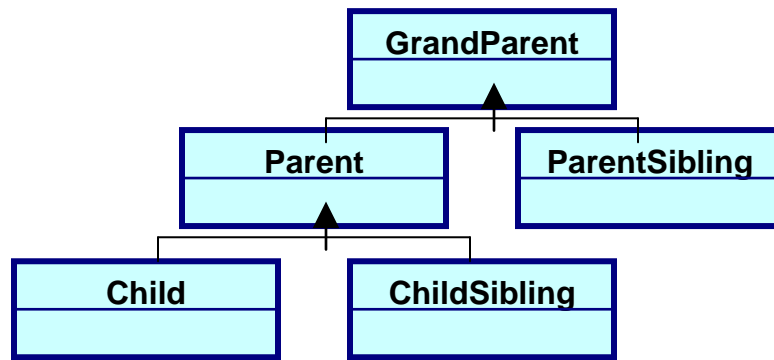 GrandParent
Parent
ParentSibling
Child
ChildSibling